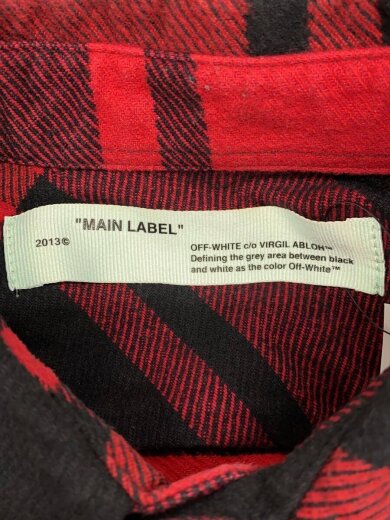 "MAIN LABEL"
2013©
OFF-WHITE c/o VIRGIL ABLOH™
Defining the grey area between black
and white as the color Off-White™